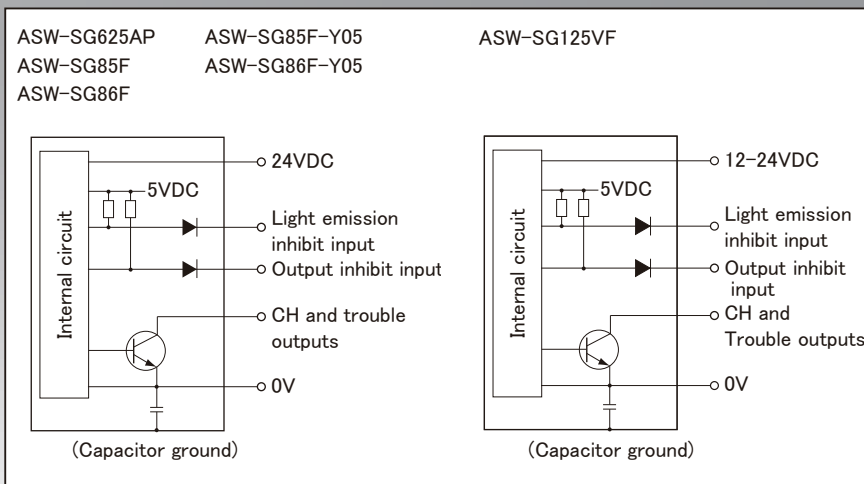 ASW-SG625AP ASW-SG85F-Y05
ASW-SG85F ASW-SG86F-Y05
ASW-SG86F
24VDC
5VDC
Light emission
inhibit input
Output inhibit input
Internal circuit
CH and trouble
outputs
0V
(Capacitor ground)
ASW-SG125VF
12-24VDC
5VDC
Light emission
inhibit input
Output inhibit
input
Internal circuit
CH and
Trouble outputs
0V
(Capacitor ground)